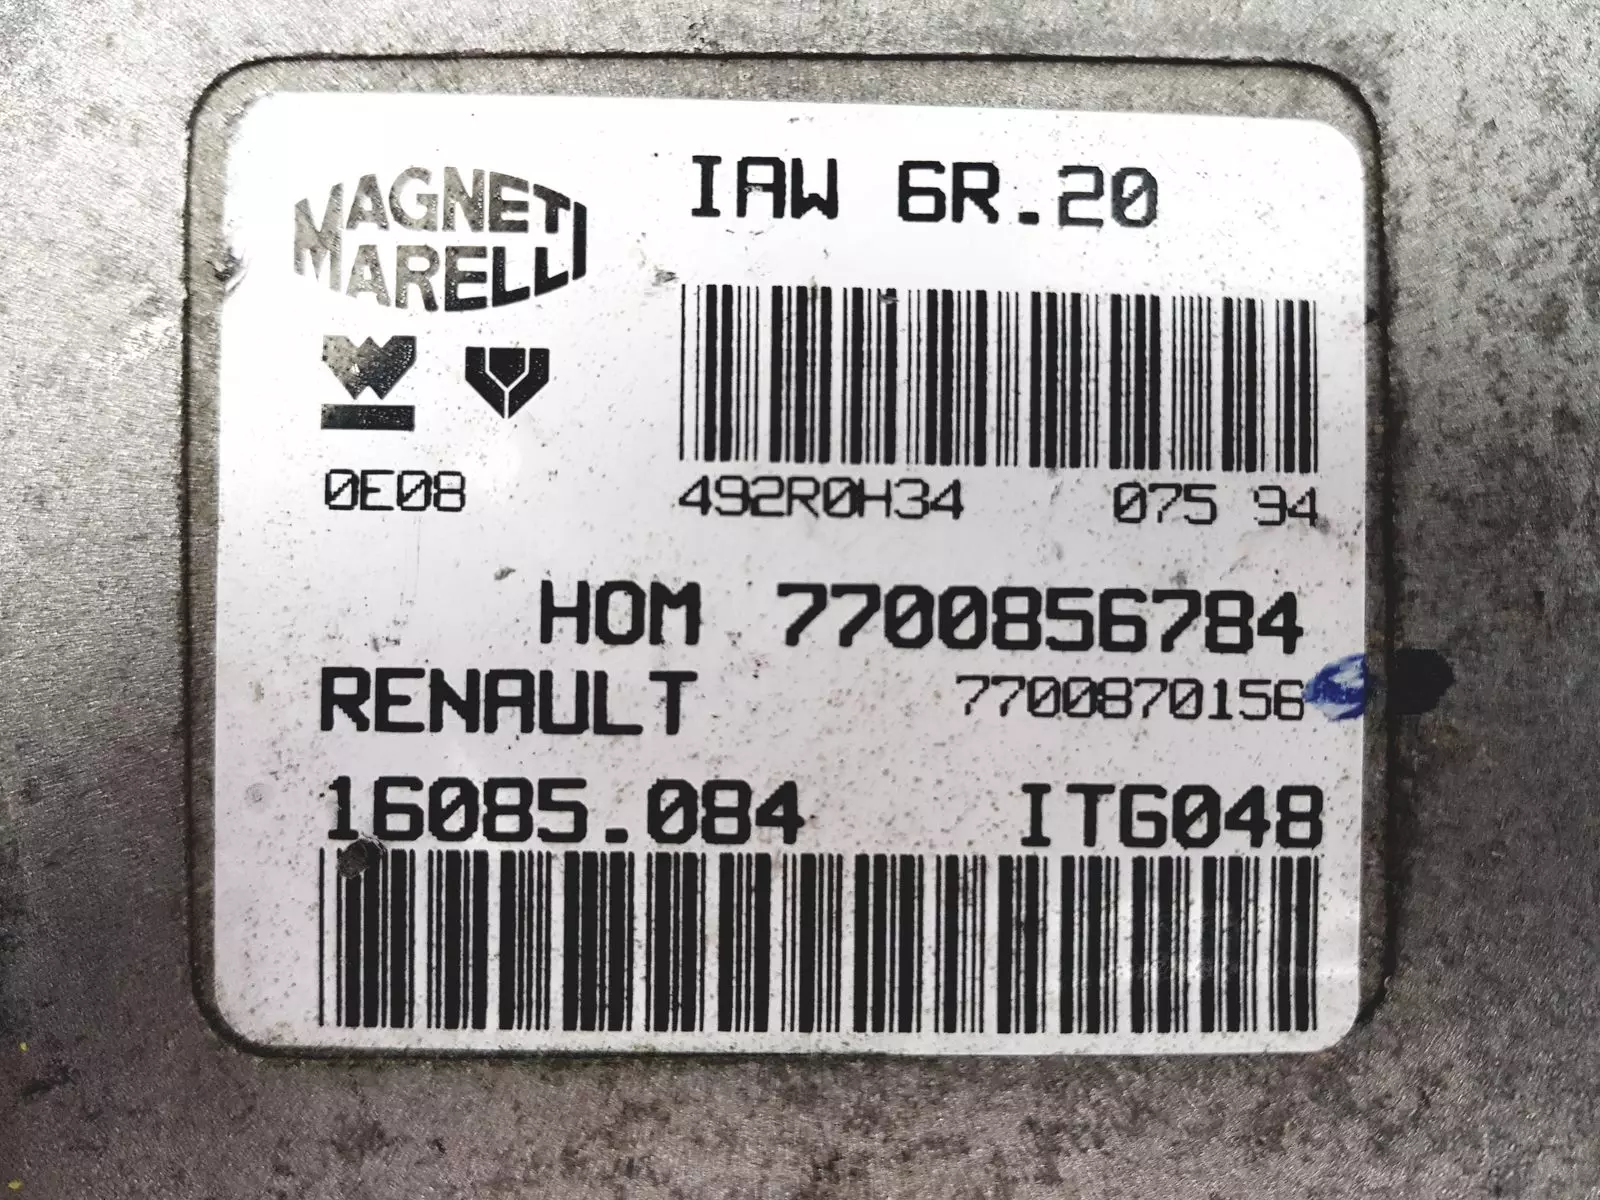 MAGNETI
MARELLI
IAW 6R.20
0E08
492R0H34 075 94
HOM 7700856784
RENAULT 7700870156
16085.084 ITG048